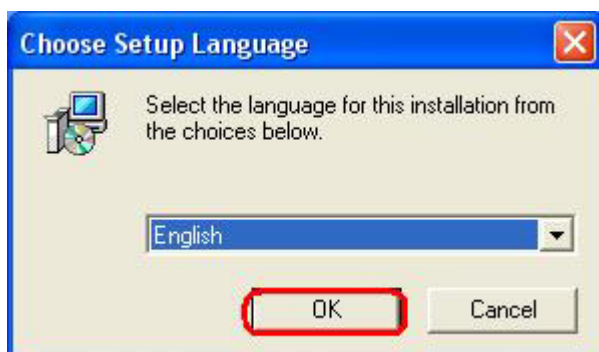 Choose Setup Language
Select the language for this installation from
the choices below.
English
OK
Cancel